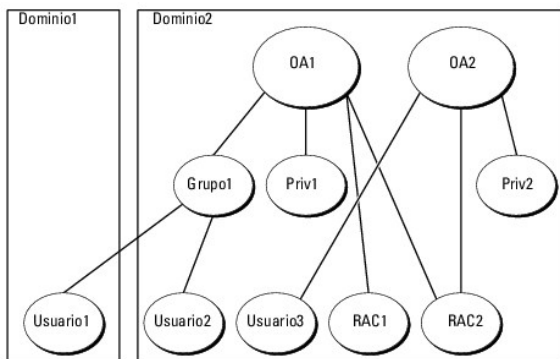 Dominio1
Dominio2
OA1
OA2
Grupo1
Priv1
Priv2
Usuario1
Usuario2
Usuario3
RAC1
RAC2